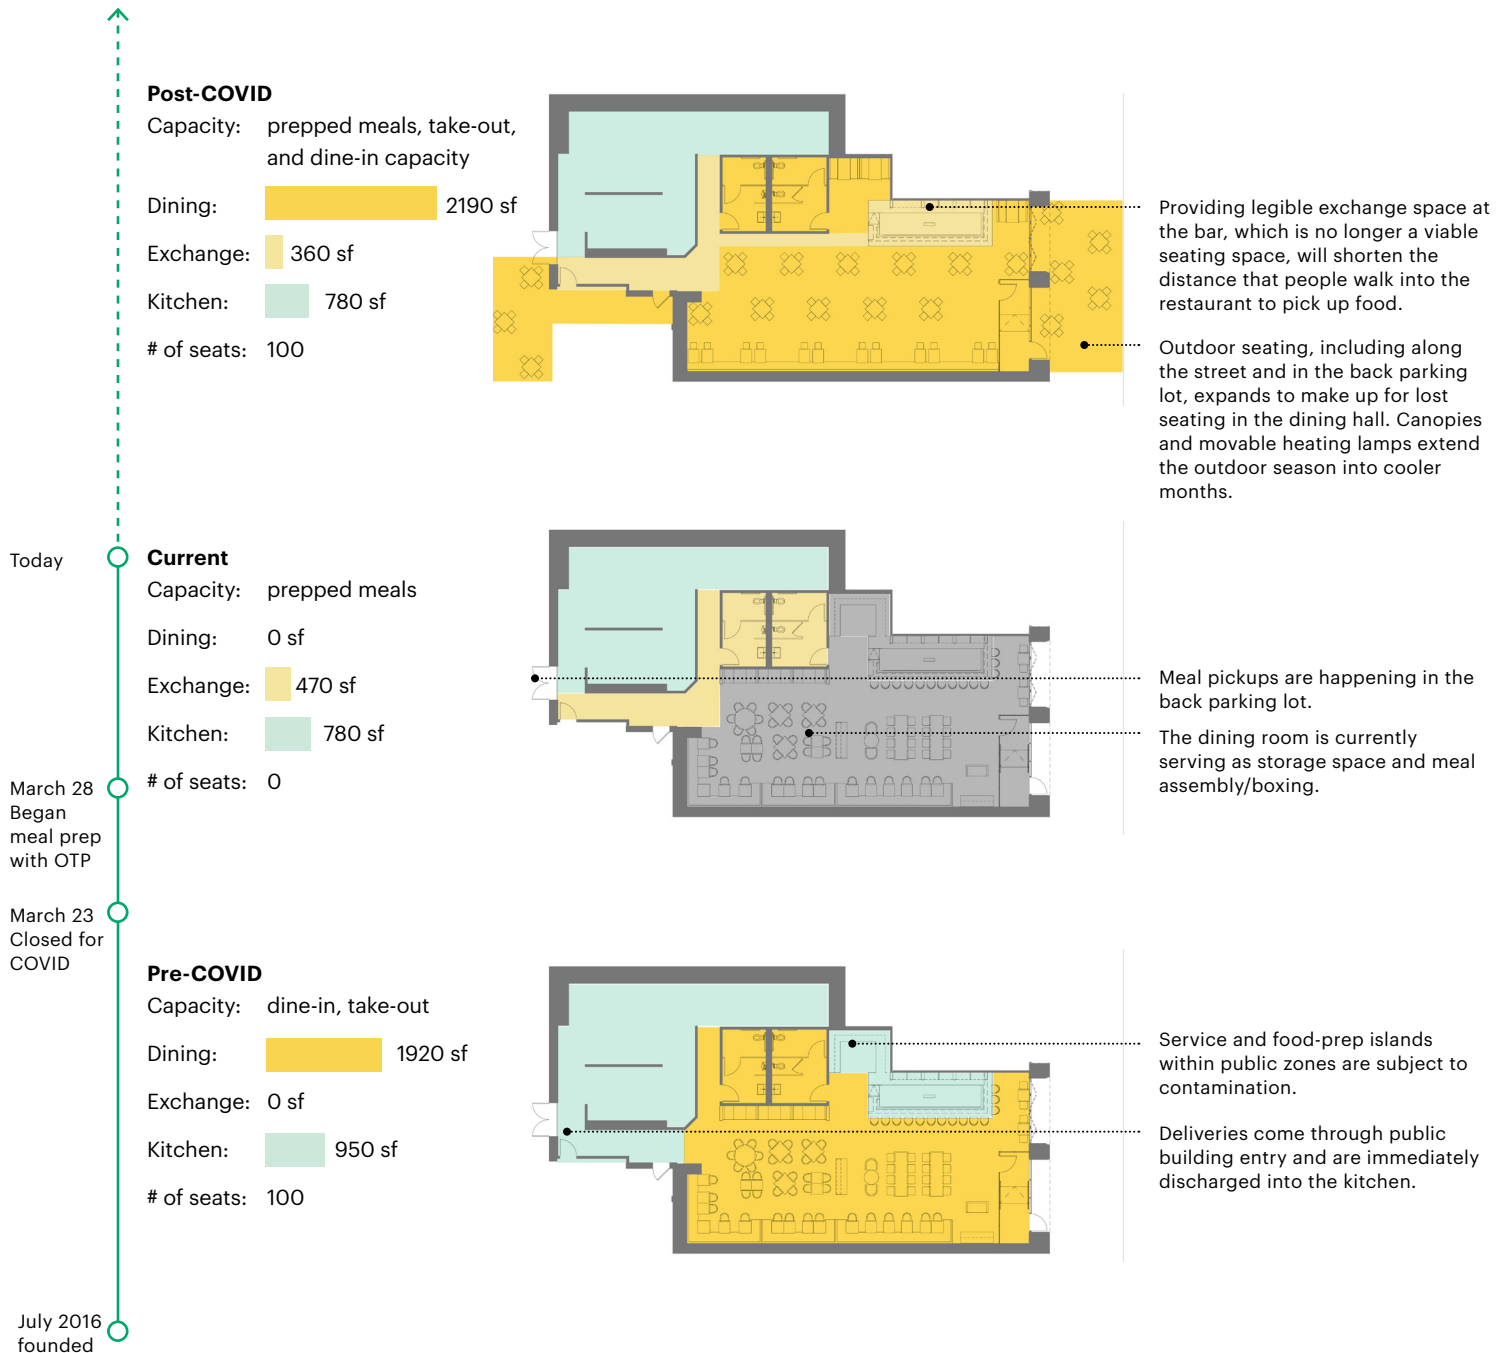 Post-COVID
Capacity: prepped meals, take-out,
and dine-in capacity
Dining: 2190 sf
Exchange: 360 sf
Kitchen: 780 sf
# of seats: 100
Providing legible exchange space at
the bar, which is no longer a viable
seating space, will shorten the
distance that people walk into the
restaurant to pick up food.
Outdoor seating, including along
the street and in the back parking
lot, expands to make up for lost
seating in the dining hall. Canopies
and movable heating lamps extend
the outdoor season into cooler
months.
Today
Current
Capacity: prepped meals
Dining: 0 sf
Exchange: 470 sf
Kitchen: 780 sf
# of seats: 0
Meal pickups are happening in the
back parking lot.
The dining room is currently
serving as storage space and meal
assembly/boxing.
March 28
Began
meal prep
with OTP
March 23
Closed for
COVID
Pre-COVID
Capacity: dine-in, take-out
Dining: 1920 sf
Exchange: 0 sf
Kitchen: 950 sf
# of seats: 100
Service and food-prep islands
within public zones are subject to
contamination.
Deliveries come through public
building entry and are immediately
discharged into the kitchen.
July 2016
founded